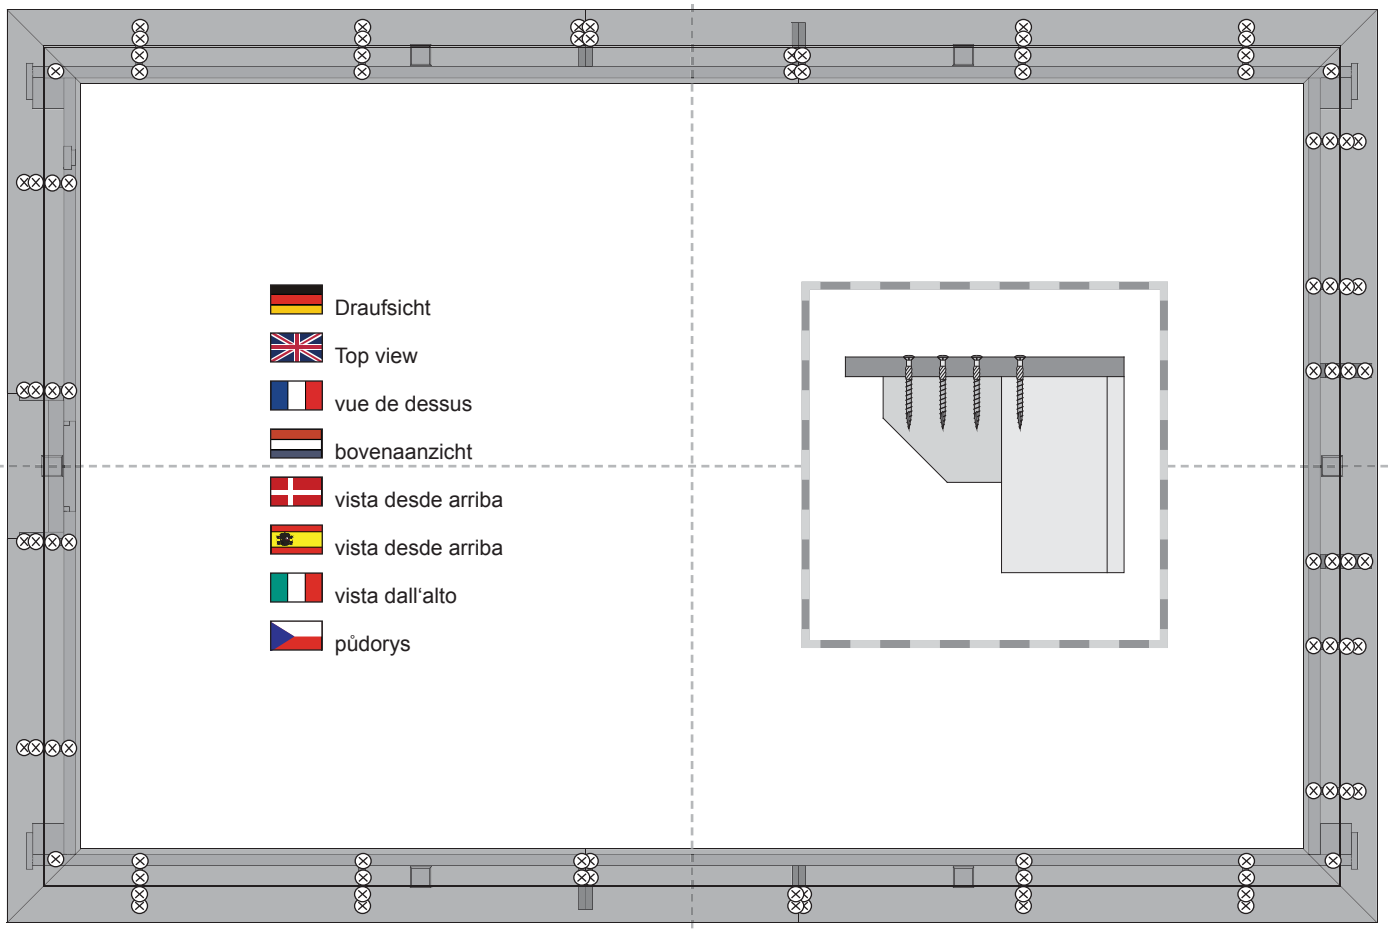 Draufsicht
Top view
vue de dessus
bovenaanzicht
vista desde arriba
vista desde arriba
vista dall‘alto
půdorys